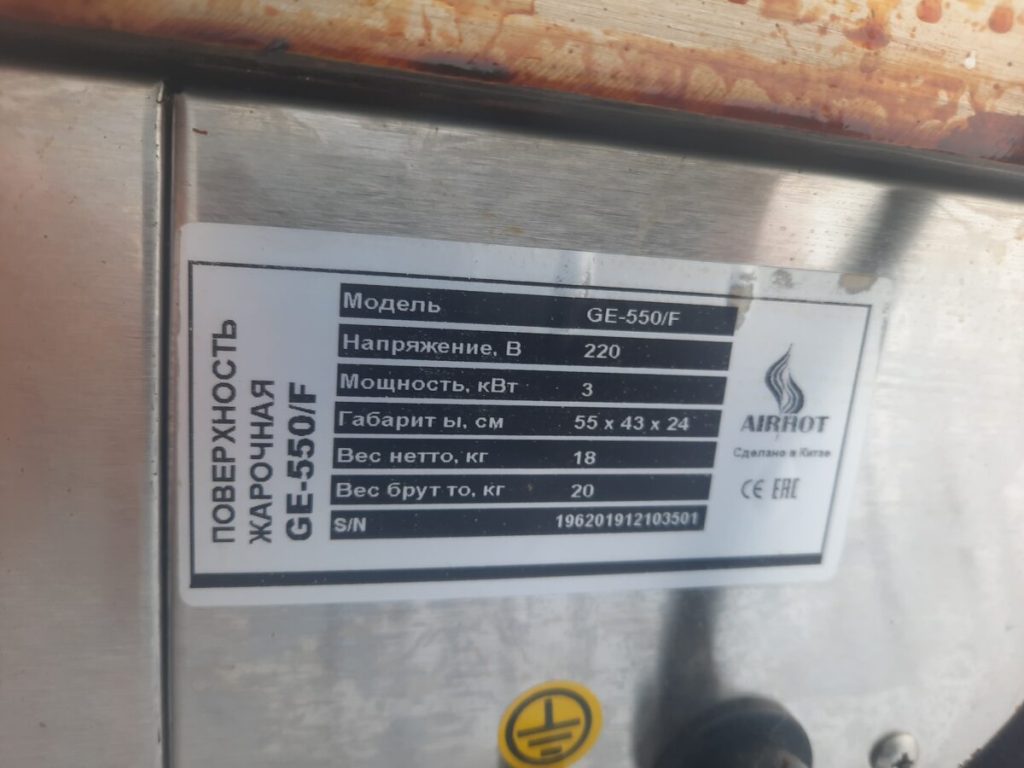 ПОВЕРХНОСТЬ
ЖАРОЧНАЯ
GE-550/F
Модель GE-550/F
Напряжение, В 220
Мощность, кВт 3
Габарит ы, см 55 x 43 x 24
Вес нетто, кг 18
Вес брут то, кг 20
S/N 196201912103501
AIRHOT
Сделано в Китае
CE EAC